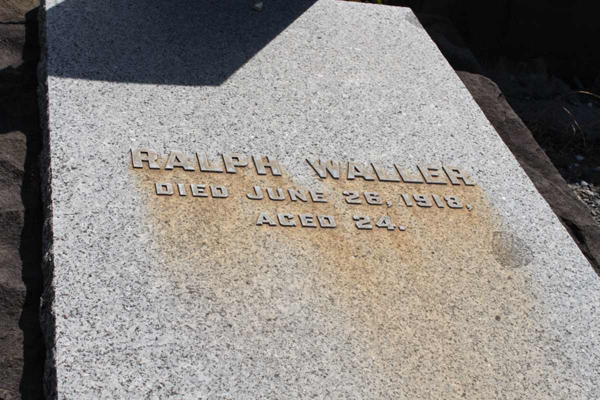 RALPH WALLER
DIED JUNE 28, 1918,
AGED 24.